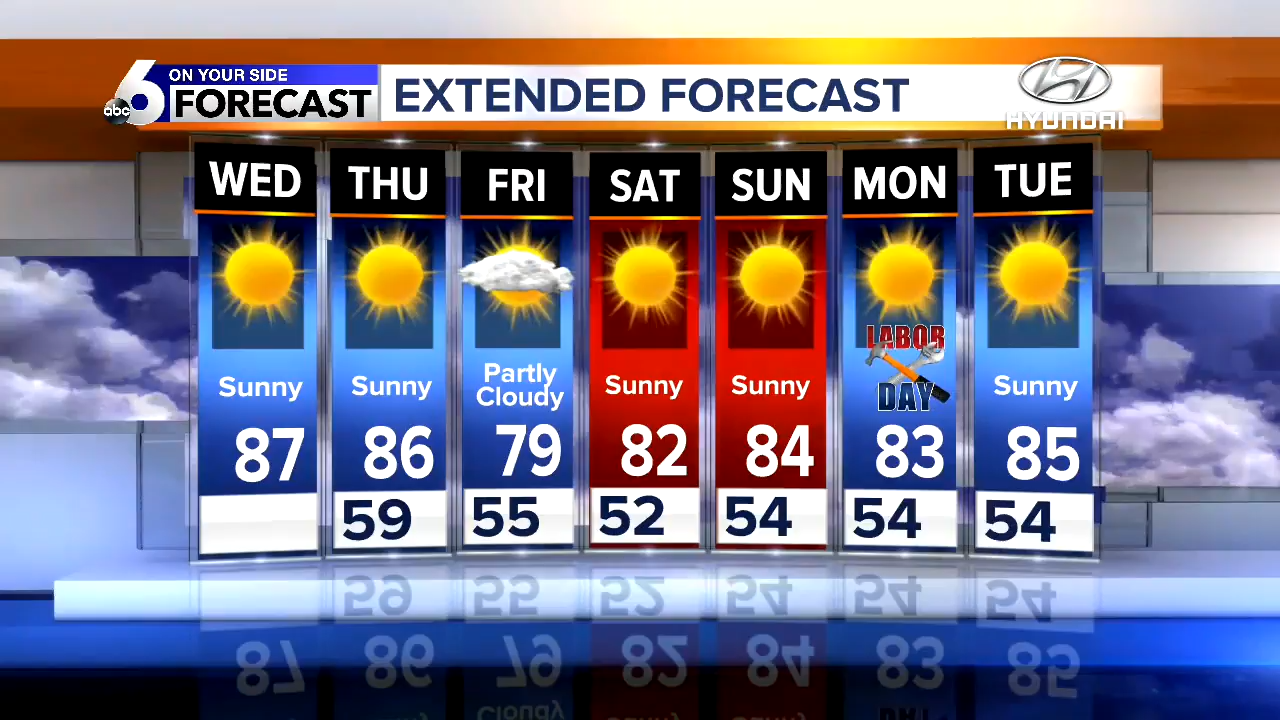 abc 6 ON YOUR SIDE
FORECAST
EXTENDED FORECAST
HYUNDAI
WED THU FRI SAT SUN MON TUE
LABOR
DAY
Sunny Sunny Partly Cloudy Sunny Sunny Sunny
87 86 79 82 84 83 85
59 55 52 54 54 54